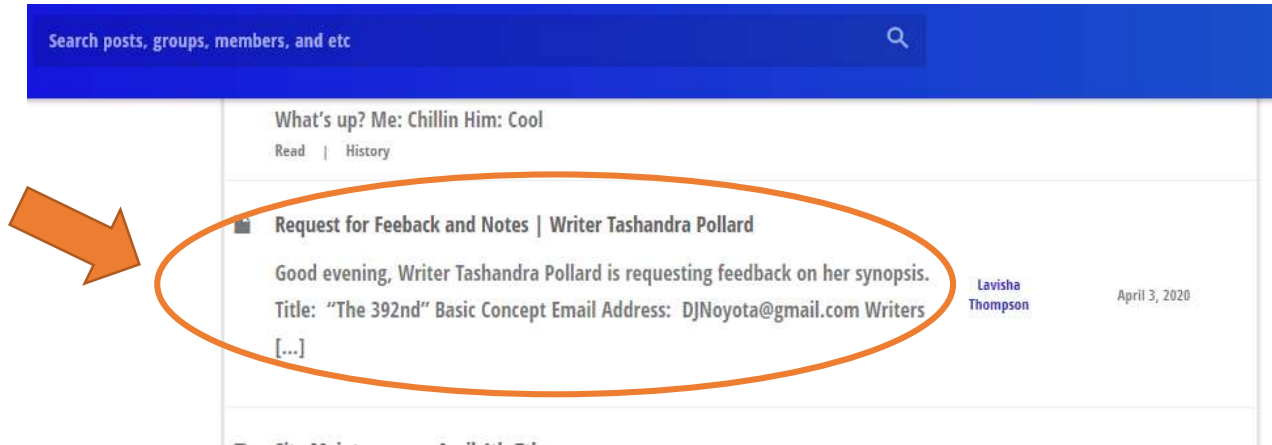 Search posts, groups, members, and etc
What's up? Me: Chillin Him: Cool
Read | History
Request for Feeback and Notes | Writer Tashandra Pollard
Good evening, Writer Tashandra Pollard is requesting feedback on her synopsis.
Title: “The 392nd” Basic Concept Email Address: DJNoyota@gmail.com Writers
[...]
Lavisha
Thompson
April 3, 2020